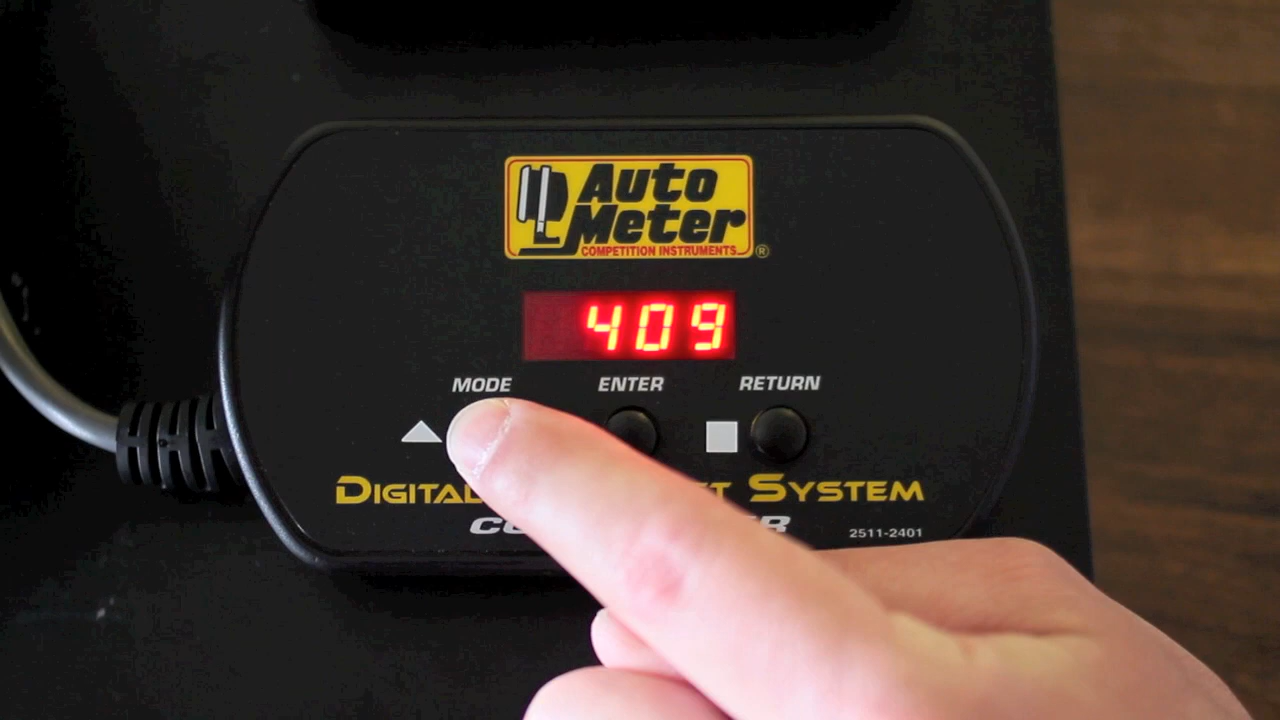 Auto
Meter
COMPETITION INSTRUMENTS
®
409
MODE ENTER RETURN
DIGITAL SYSTEM
2511-2401